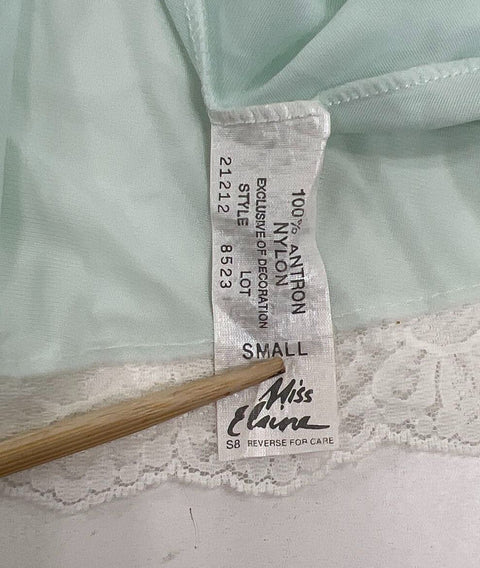 100% ANTRON
NYLON
EXCLUSIVE OF DECORATION
STYLE LOT
21212 8523
SMALL
Miss
Elaine
S8 REVERSE FOR CARE